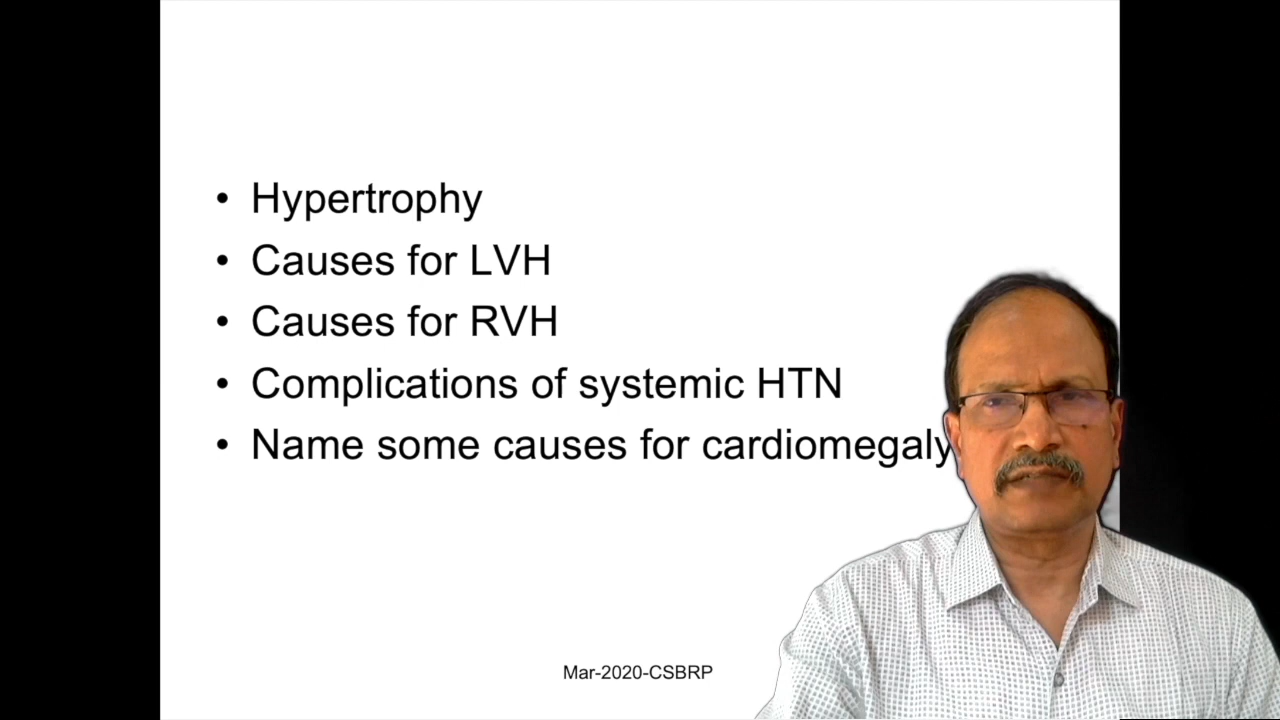 • Hypertrophy
• Causes for LVH
• Causes for RVH
• Complications of systemic HTN
• Name some causes for cardiomegaly
Mar-2020-CSBRP